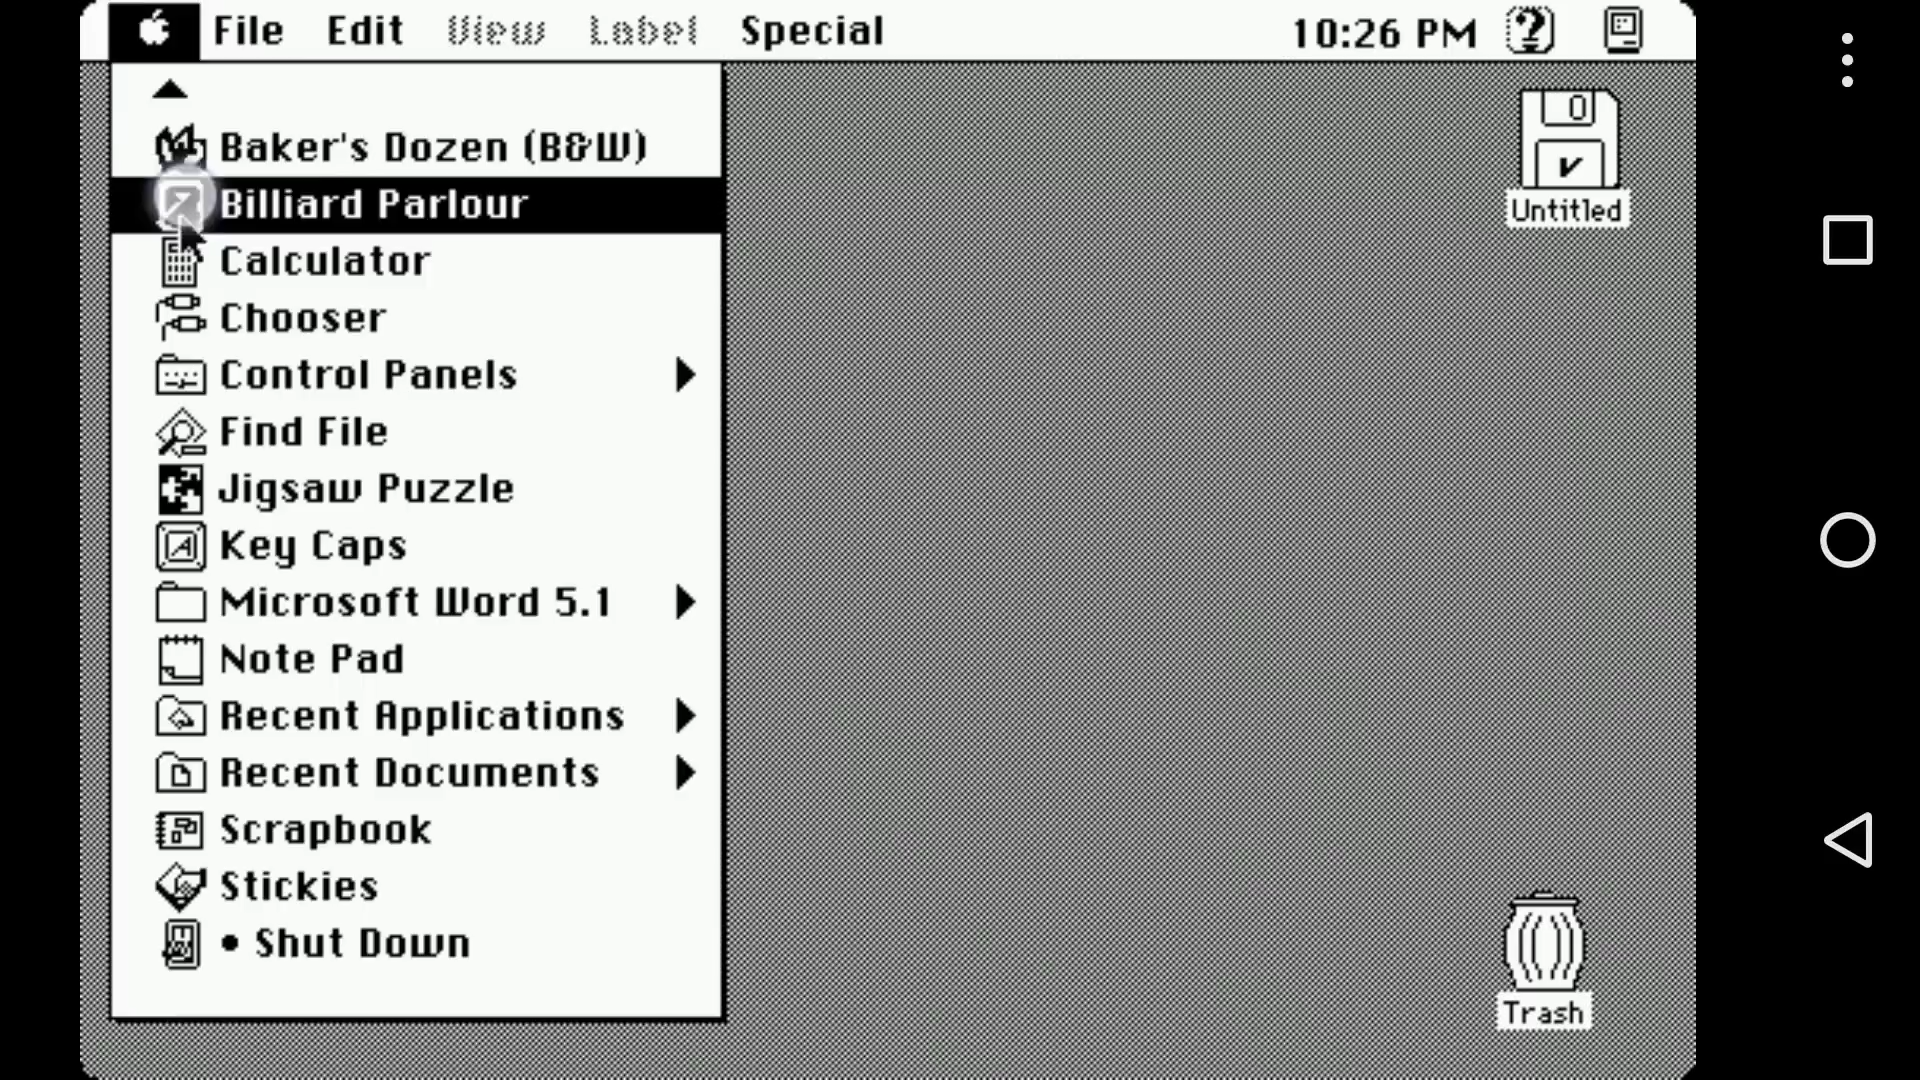 File Edit View Label Special 10:26 PM
Baker's Dozen (B&W)
Billiard Parlour
Calculator
Chooser
Control Panels
Find File
Jigsaw Puzzle
Key Caps
Microsoft Word 5.1
Note Pad
Recent Applications
Recent Documents
Scrapbook
Stickies
• Shut Down
Untitled
Trash